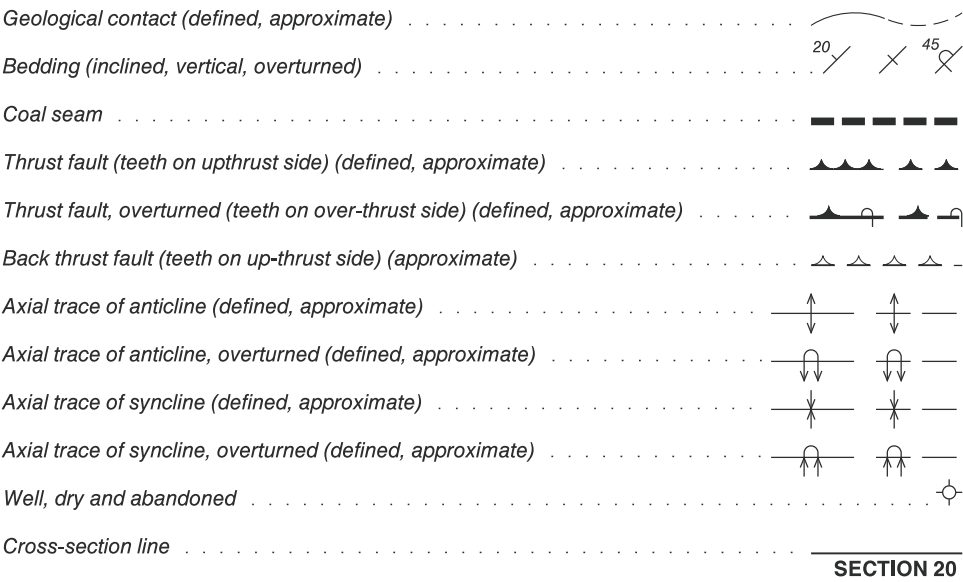 Geological contact (defined, approximate)
Bedding (inclined, vertical, overturned) 20 45
Coal seam
Thrust fault (teeth on upthrust side) (defined, approximate)
Thrust fault, overturned (teeth on over-thrust side) (defined, approximate)
Back thrust fault (teeth on up-thrust side) (approximate)
Axial trace of anticline (defined, approximate)
Axial trace of anticline, overturned (defined, approximate)
Axial trace of syncline (defined, approximate)
Axial trace of syncline, overturned (defined, approximate)
Well, dry and abandoned
Cross-section line
SECTION 20